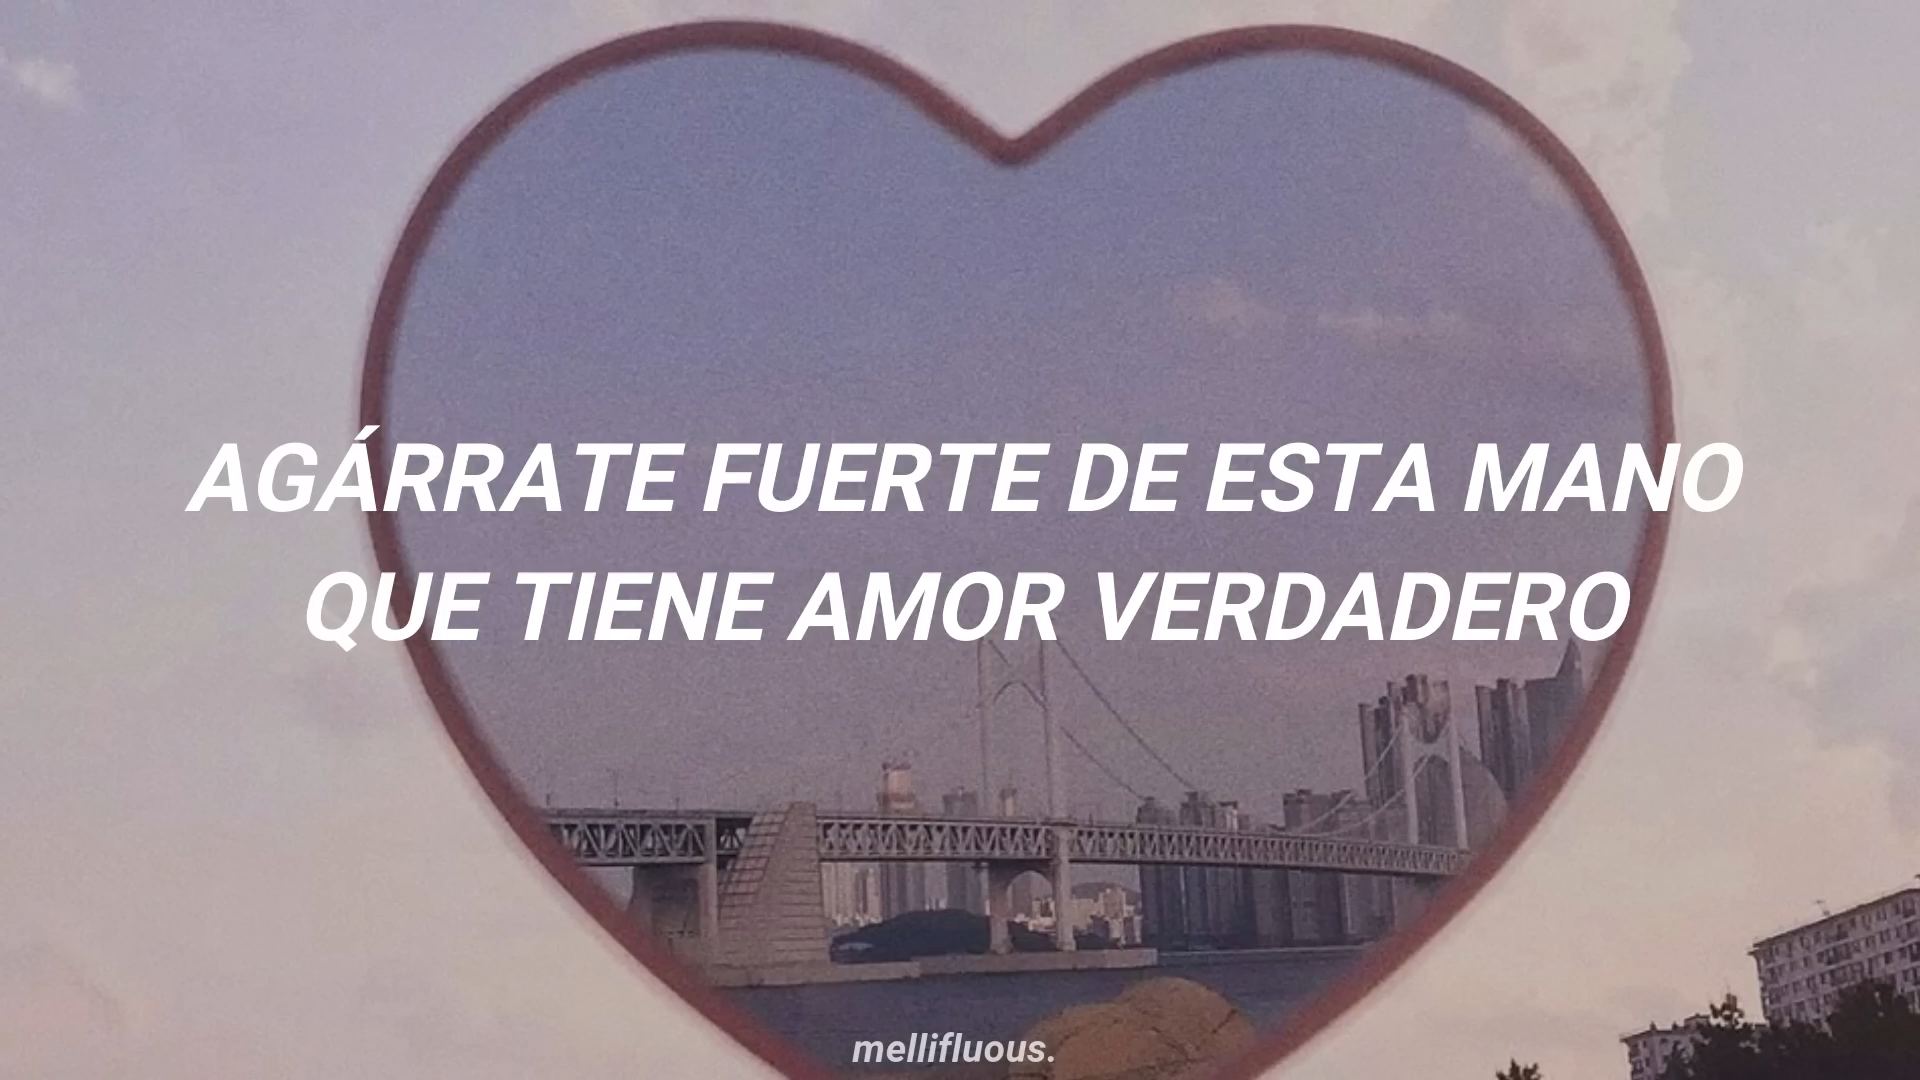 AGÁRRATE FUERTE DE ESTA MANO
QUE TIENE AMOR VERDADERO
mellifluous.